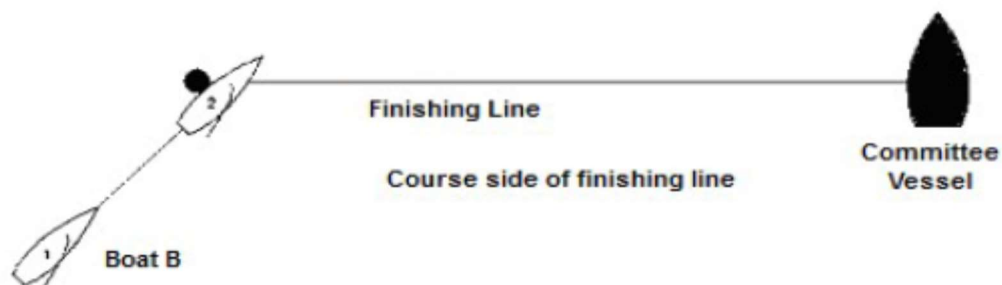 2
Finishing Line
Committee
Vessel
Course side of finishing line
1
Boat B